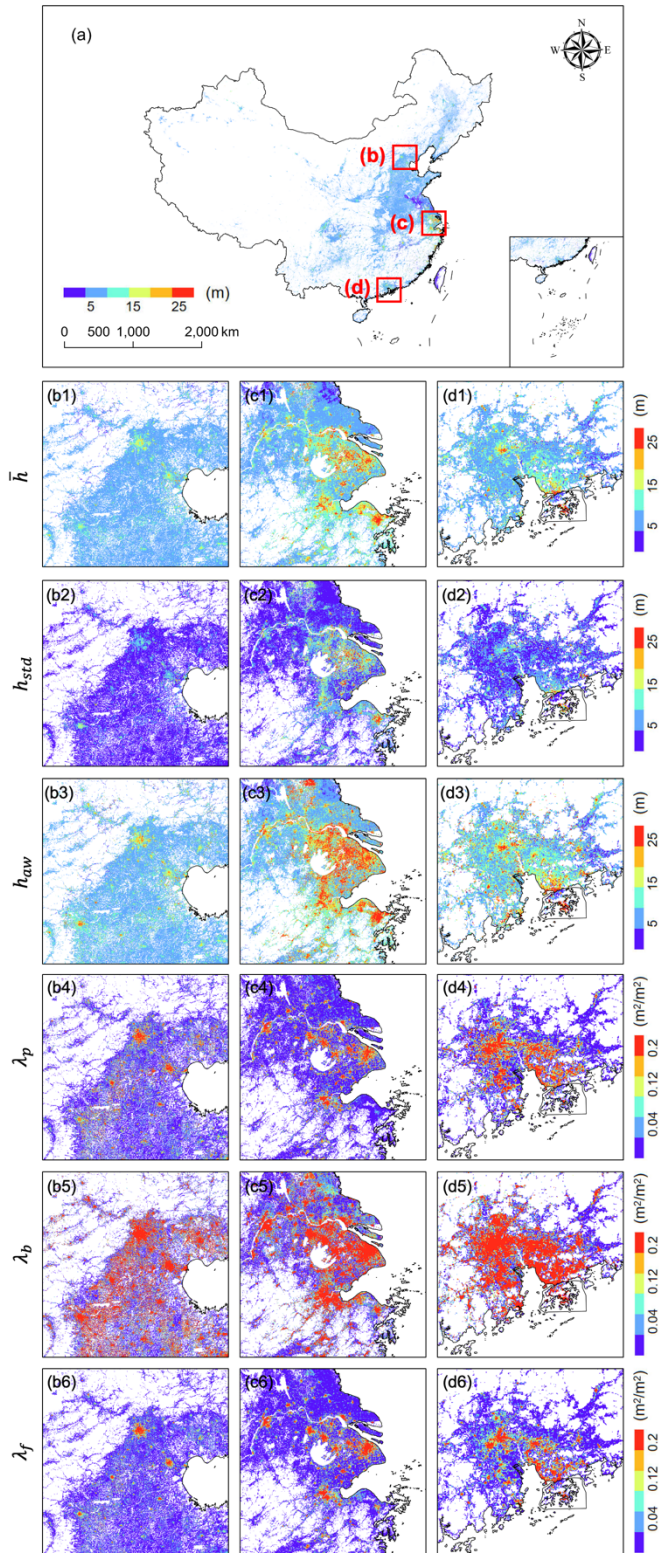 (a)
N
W E
S
(b)
(c)
(d)
5 15 25 (m)
0 500 1,000 2,000 km
(b1) (c1) (d1) (m)
h̅
25
15
5
(b2) (c2) (d2) (m)
h_std
25
15
5
(b3) (c3) (d3) (m)
h_aw
25
15
5
(b4) (c4) (d4) (m²/m²)
λ_p
0.2
0.12
0.04
(b5) (c5) (d5) (m²/m²)
λ_b
0.2
0.12
0.04
(b6) (c6) (d6) (m²/m²)
λ_f
0.2
0.12
0.04